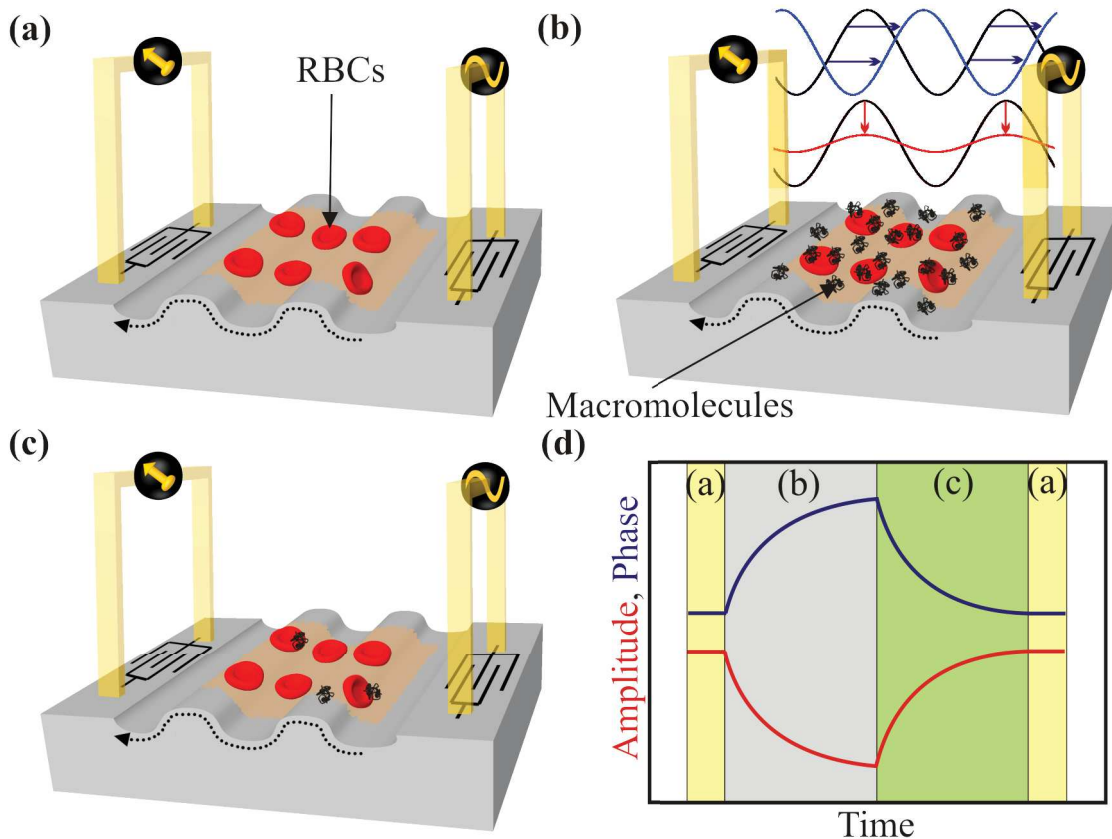 (a)
RBCs
(b)
Macromolecules
(c)
(d)
(a) (b) (c) (a)
Amplitude, Phase
Time